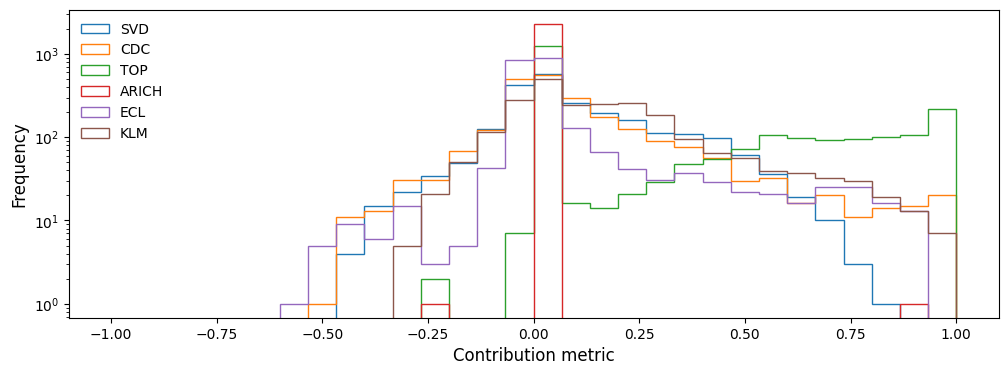 SVD
CDC
TOP
ARICH
ECL
KLM
10³
10²
10¹
10⁰
Frequency
−1.00 −0.75 −0.50 −0.25 0.00 0.25 0.50 0.75 1.00
Contribution metric